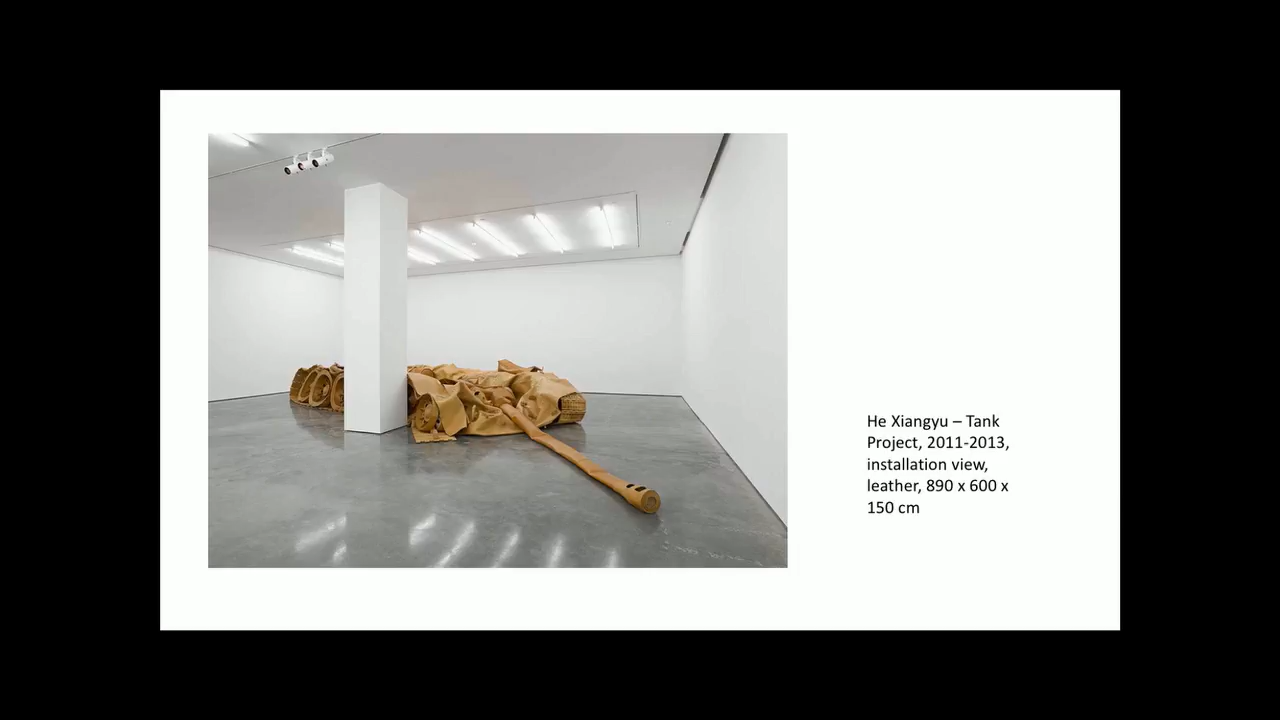 He Xiangyu – Tank
Project, 2011-2013,
installation view,
leather, 890 x 600 x
150 cm